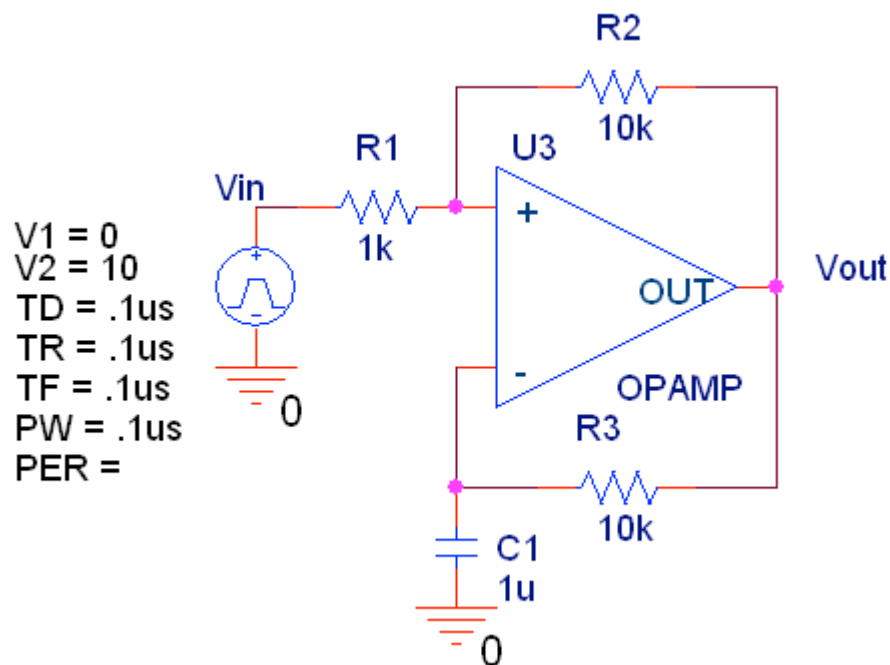 R2
10k
R1
U3
Vin
1k
+
V1 = 0
V2 = 10
TD = .1us
TR = .1us
TF = .1us
PW = .1us
PER =
+
-
0
OUT
Vout
-
OPAMP
R3
10k
C1
1u
0